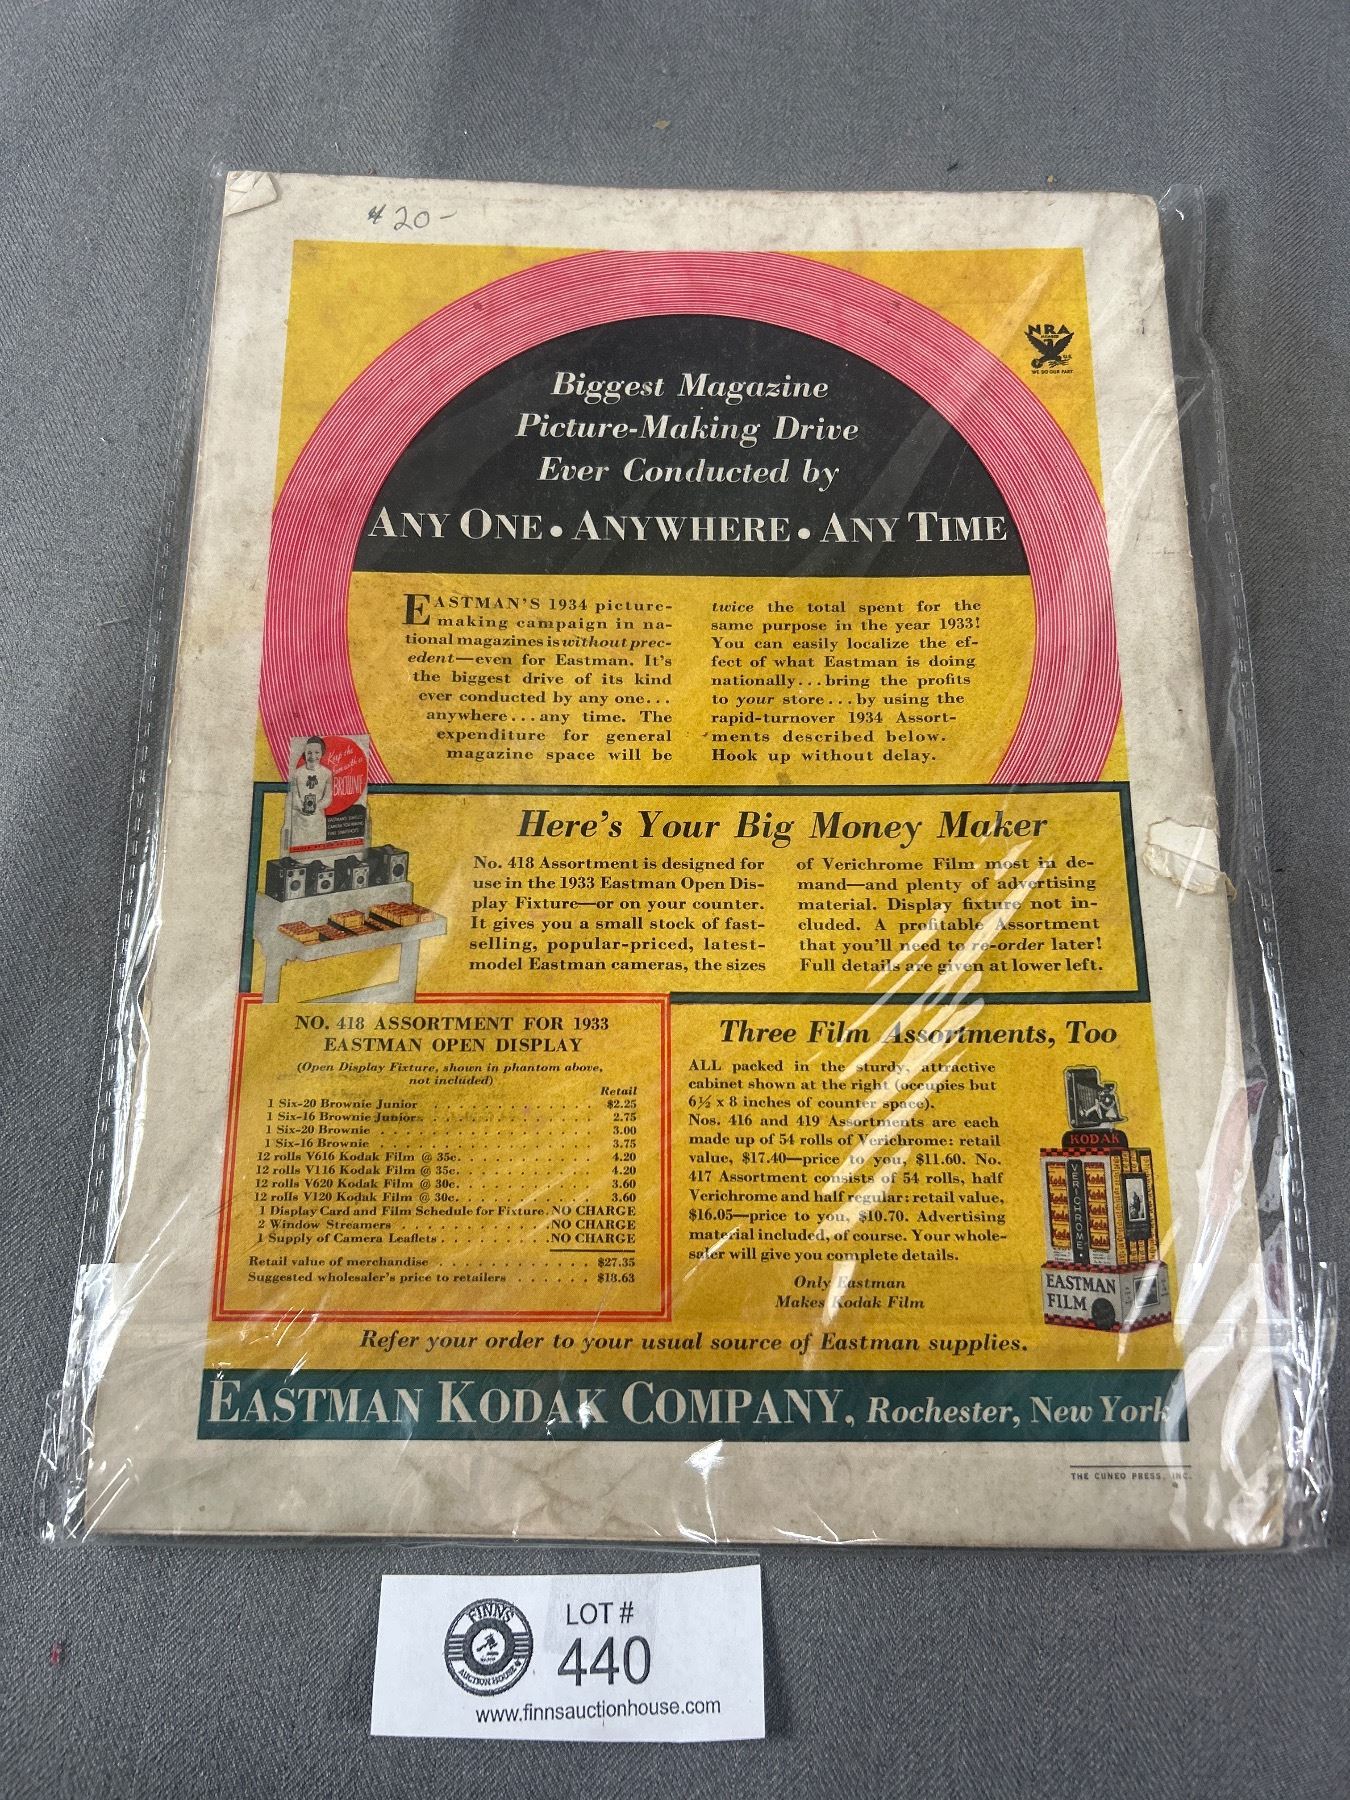 $20-
NRA
MEMBER
U.S.
WE DO OUR PART
Biggest Magazine
Picture-Making Drive
Ever Conducted by
ANY ONE • ANYWHERE • ANY TIME
EASTMAN'S 1934 picture-
making campaign in na-
tional magazines is without prec-
edent—even for Eastman. It's
the biggest drive of its kind
ever conducted by any one...
anywhere...any time. The
expenditure for general
magazine space will be
twice the total spent for the
same purpose in the year 1933!
You can easily localize the ef-
fect of what Eastman is doing
nationally...bring the profits
to your store...by using the
rapid-turnover 1934 Assort-
ments described below.
Hook up without delay.
Keep the
fun with a
BROWNIE
Here's Your Big Money Maker
No. 418 Assortment is designed for
use in the 1933 Eastman Open Dis-
play Fixture—or on your counter.
It gives you a small stock of fast-
selling, popular-priced, latest-
model Eastman cameras, the sizes
of Verichrome Film most in de-
mand—and plenty of advertising
material. Display fixture not in-
cluded. A profitable Assortment
that you'll need to re-order later!
Full details are given at lower left.
NO. 418 ASSORTMENT FOR 1933
EASTMAN OPEN DISPLAY
(Open Display Fixture, shown in phantom above,
not included)
Retail
1 Six-20 Brownie Junior . . . . . . . . . . . . $2.25
1 Six-16 Brownie Juniors . . . . . . . . . . . . 2.75
1 Six-20 Brownie . . . . . . . . . . . . 3.00
1 Six-16 Brownie . . . . . . . . . . . . 3.75
12 rolls V616 Kodak Film @ 35c. . . . . . . . . 4.20
12 rolls V116 Kodak Film @ 35c. . . . . . . . . 4.20
12 rolls V620 Kodak Film @ 30c. . . . . . . . . 3.60
12 rolls V120 Kodak Film @ 30c. . . . . . . . . 3.60
1 Display Card and Film Schedule for Fixture. NO CHARGE
2 Window Streamers . . . . . . . . . NO CHARGE
1 Supply of Camera Leaflets . . . . . . . NO CHARGE
Retail value of merchandise . . . . . . . . . . $27.35
Suggested wholesaler's price to retailers . . . . . . $18.63
Three Film Assortments, Too
ALL packed in the sturdy, attractive
cabinet shown at the right (occupies but
6½ x 8 inches of counter space).
Nos. 416 and 419 Assortments are each
made up of 54 rolls of Verichrome: retail
value, $17.40—price to you, $11.60. No.
417 Assortment consists of 54 rolls, half
Verichrome and half regular: retail value,
$16.05—price to you, $10.70. Advertising
material included, of course. Your whole-
saler will give you complete details.
Only Eastman
Makes Kodak Film
KODAK
VERICHROME
EASTMAN
FILM
Refer your order to your usual source of Eastman supplies.
EASTMAN KODAK COMPANY, Rochester, New York
THE CUNEO PRESS, INC.
FINNS
AUCTION HOUSE
LOT #
440
www.finnsauctionhouse.com